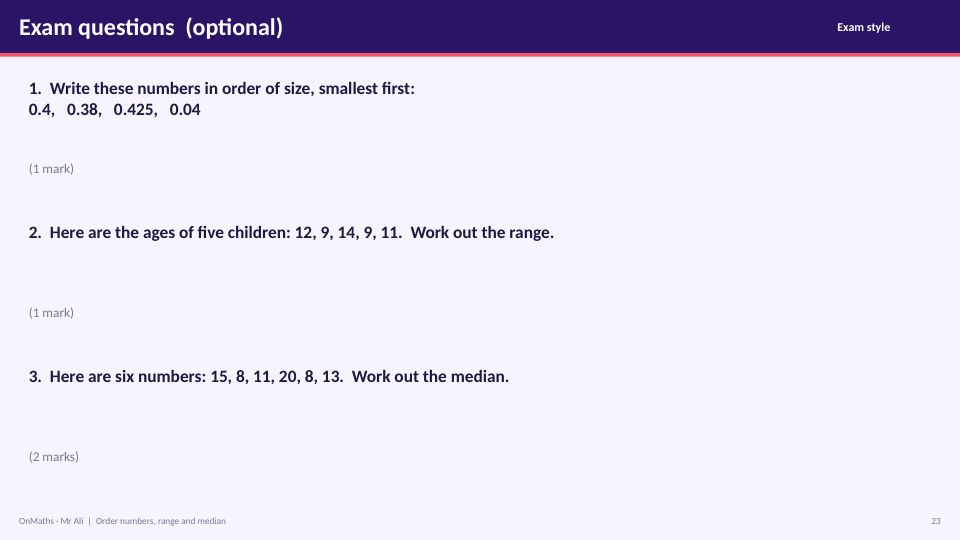 Exam questions  (optional)
Exam style
1.  Write these numbers in order of size, smallest first:
0.4,   0.38,   0.425,   0.04
(1 mark)
2.  Here are the ages of five children: 12, 9, 14, 9, 11.  Work out the range.
(1 mark)
3.  Here are six numbers: 15, 8, 11, 20, 8, 13.  Work out the median.
(2 marks)
OnMaths · Mr Ali  |  Order numbers, range and median
23